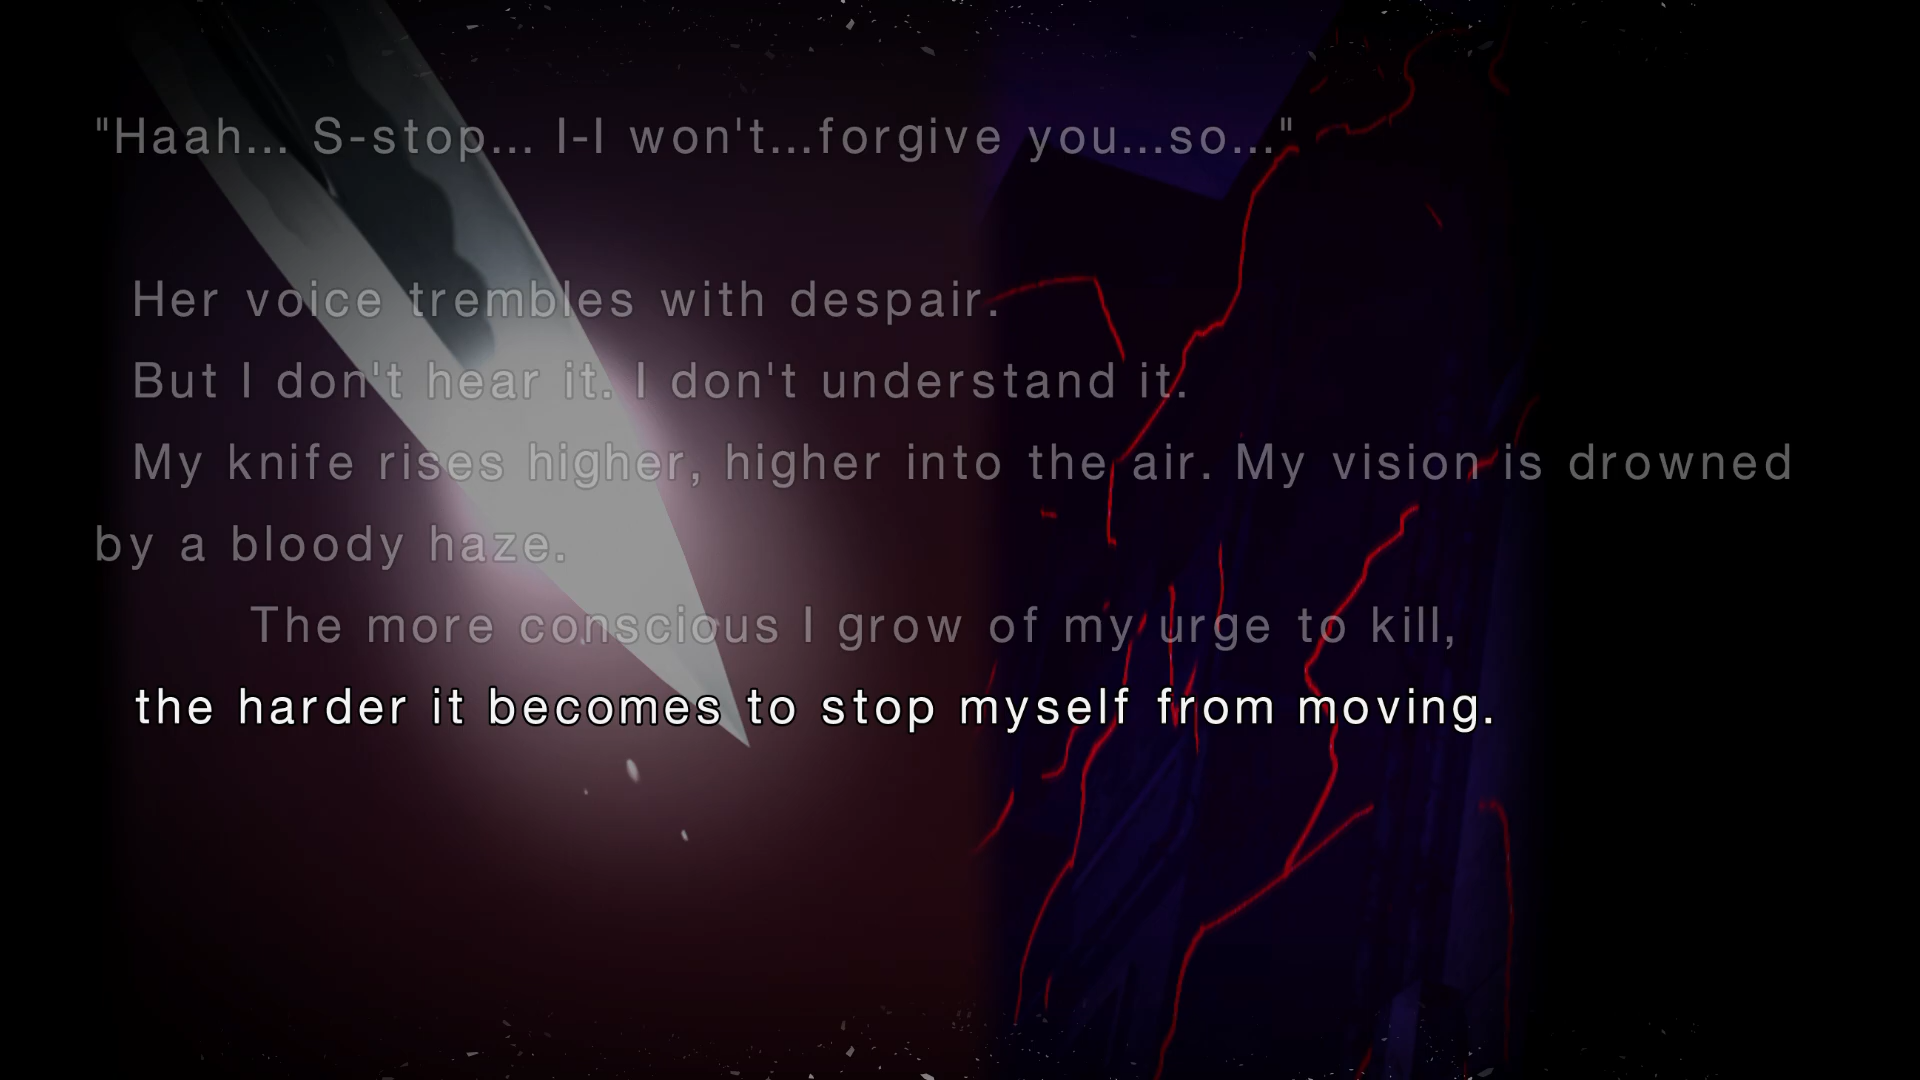 "Haah... S-stop... I-I won't...forgive you...so..."
Her voice trembles with despair.
But I don't hear it. I don't understand it.
My knife rises higher, higher into the air. My vision is drowned
by a bloody haze.
The more conscious I grow of my urge to kill,
the harder it becomes to stop myself from moving.